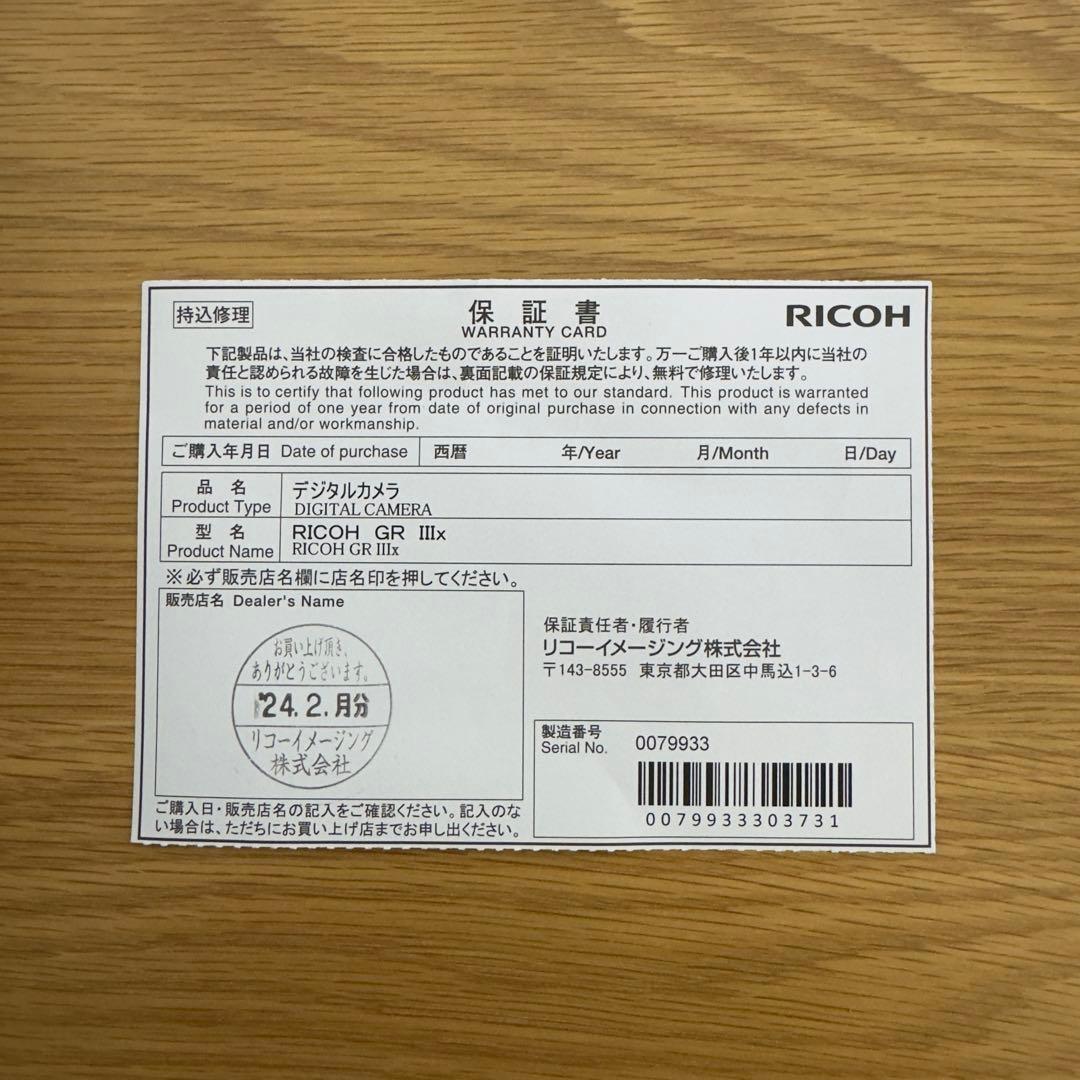 持込修理
保証書
WARRANTY CARD
RICOH
下記製品は、当社の検査に合格したものであることを証明いたします。万一ご購入後1年以内に当社の
責任と認められる故障を生じた場合は、裏面記載の保証規定により、無料で修理いたします。
This is to certify that following product has met to our standard. This product is warranted
for a period of one year from date of original purchase in connection with any defects in
material and/or workmanship.
ご購入年月日 Date of purchase 西暦 年/Year 月/Month 日/Day
品 名 デジタルカメラ
Product Type DIGITAL CAMERA
型 名 RICOH GR IIIx
Product Name RICOH GR IIIx
※必ず販売店名欄に店名印を押してください。
販売店名 Dealer's Name
お買い上げ頂き、
ありがとうございます。
'24.2.月分
リコーイメージング
株式会社
ご購入日・販売店名の記入をご確認ください。記入のな
い場合は、ただちにお買い上げ店までお申し出ください。
保証責任者・履行者
リコーイメージング株式会社
〒143-8555 東京都大田区中馬込1-3-6
製造番号
Serial No. 0079933
0079933303731